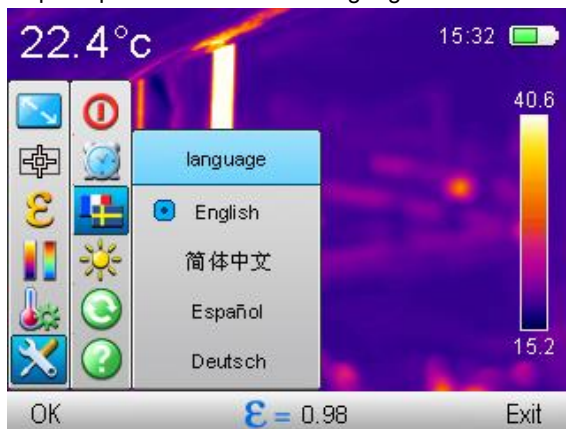 22.4°c
15:32
40.6
language
English
简体中文
Español
Deutsch
15.2
OK
ε = 0.98
Exit